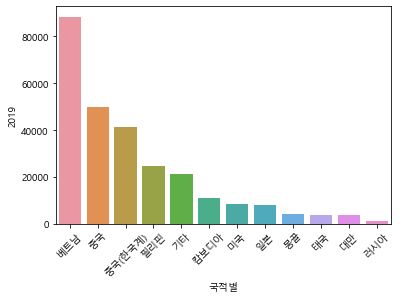 80000
60000
40000
20000
0
2019
베트남
중국
중국(한국계)
필리핀
기타
캄보디아
미국
일본
몽골
태국
대만
러시아
국적별